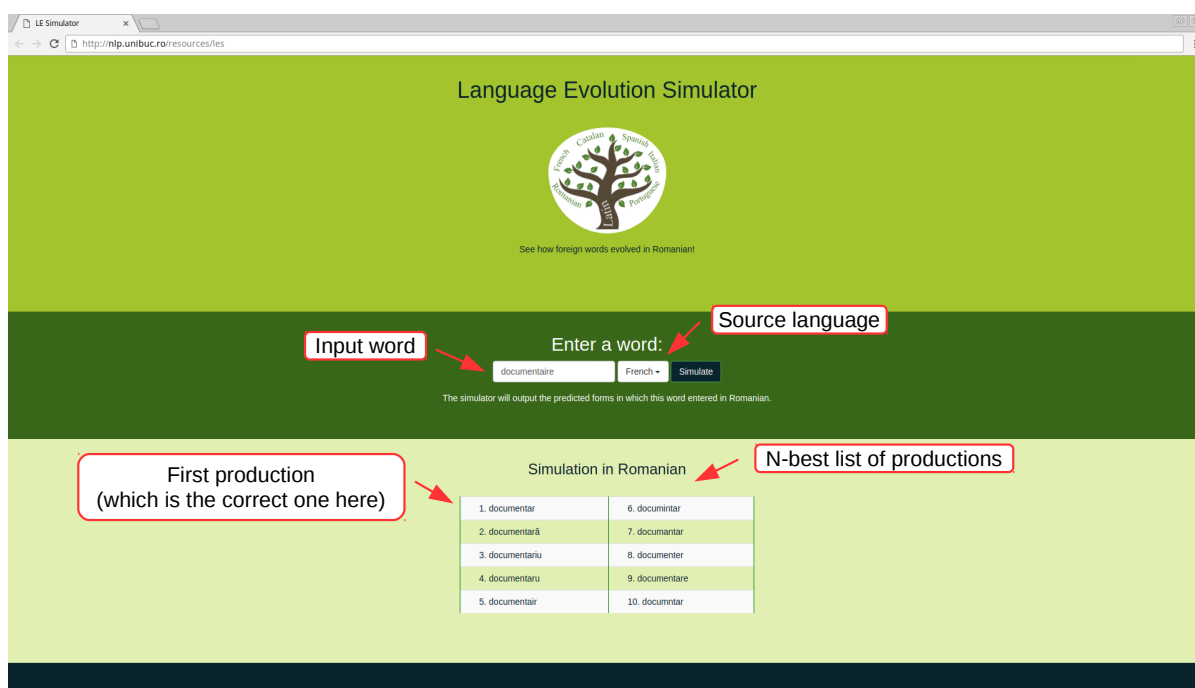 LE Simulator
http://nlp.unibuc.ro/resources/les
Language Evolution Simulator
French Catalan Spanish Italian
Romanian Latin Portuguese
See how foreign words evolved in Romanian!
Source language
Input word
Enter a word:
documentaire French Simulate
The simulator will output the predicted forms in which this word entered in Romanian.
N-best list of productions
First production
(which is the correct one here)
Simulation in Romanian
1. documentar 6. documintar
2. documentară 7. documantar
3. documentariu 8. documenter
4. documentaru 9. documentare
5. documentair 10. documntar